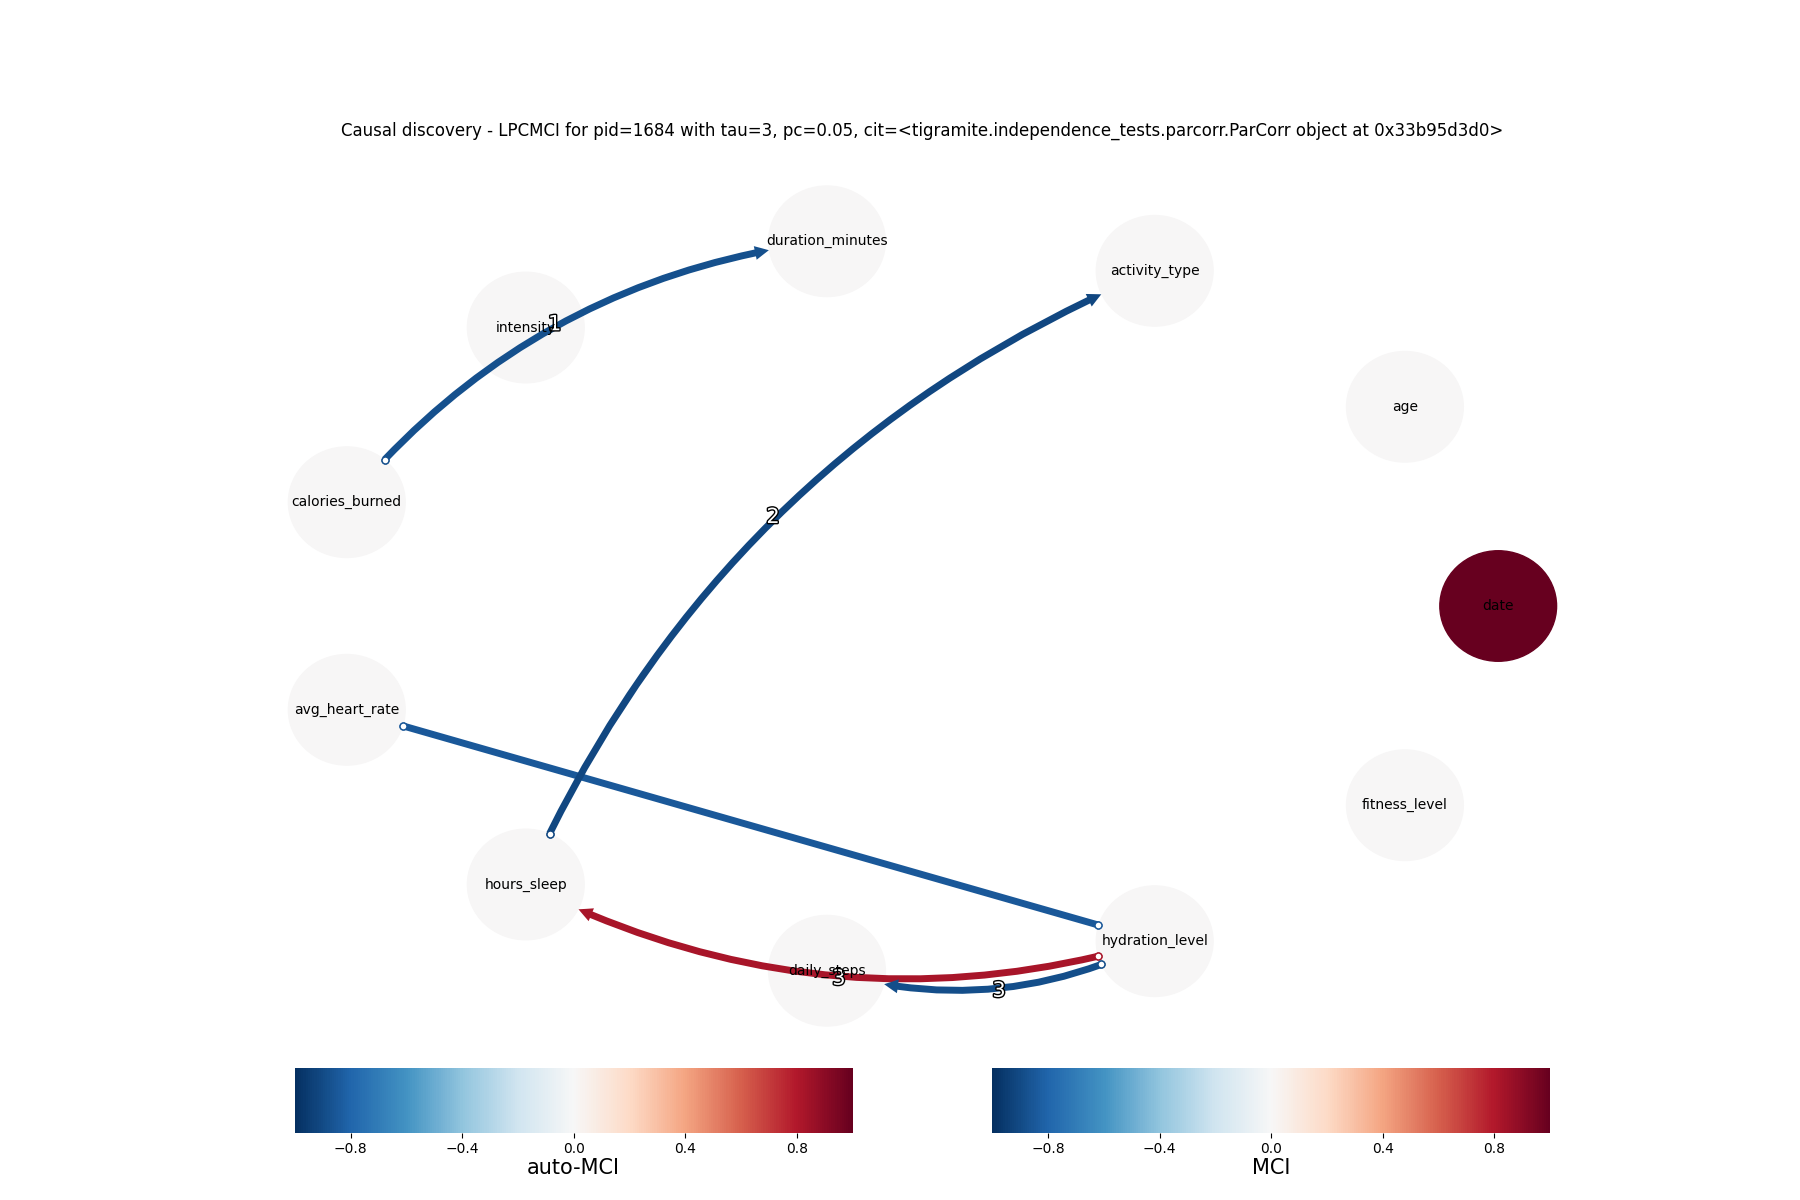 Causal discovery - LPCMCI for pid=1684 with tau=3, pc=0.05, cit=<tigramite.independence_tests.parcorr.ParCorr object at 0x33b95d3d0>
duration_minutes
activity_type
intensity
1
age
calories_burned
2
date
avg_heart_rate
fitness_level
hours_sleep
hydration_level
daily_steps
3
3
−0.8 −0.4 0.0 0.4 0.8
auto-MCI
−0.8 −0.4 0.0 0.4 0.8
MCI